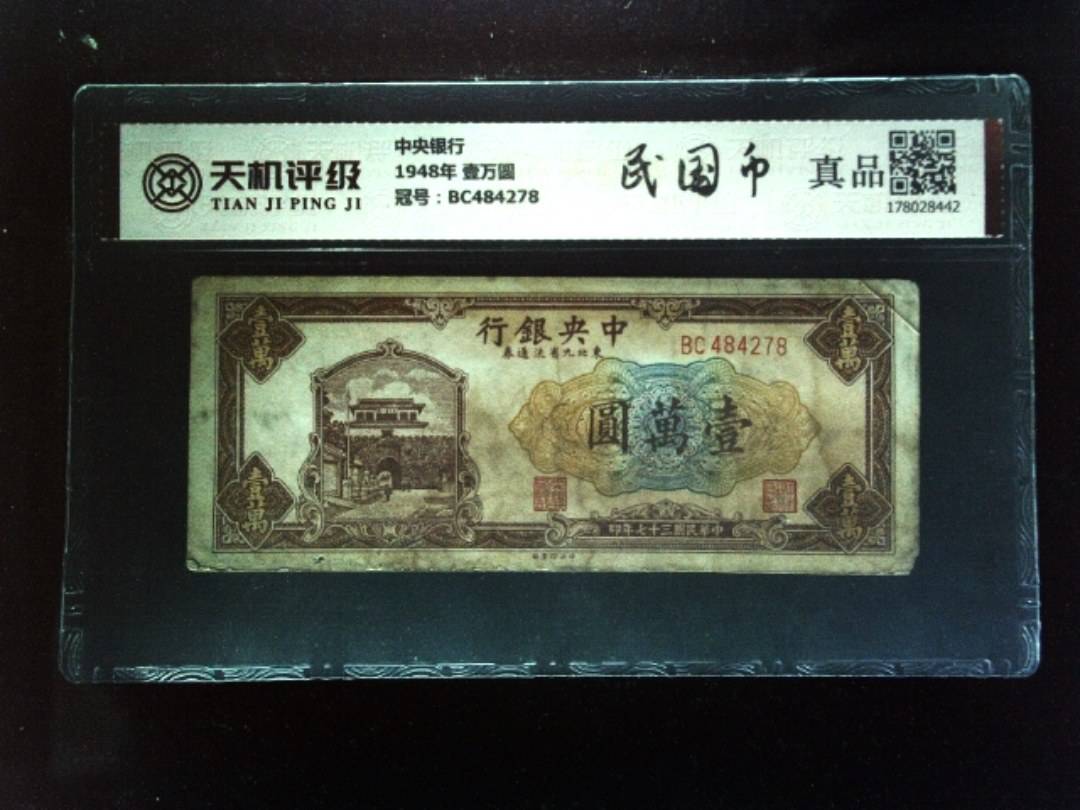 天机评级
TIAN JI PING JI
中央银行
1948年 壹万圆
冠号：BC484278
民国币
真品
178028442
壹萬
壹萬
行銀央中
券通流省九北東
BC 484278
圓萬壹
壹萬
壹萬
印年七十三國民華中